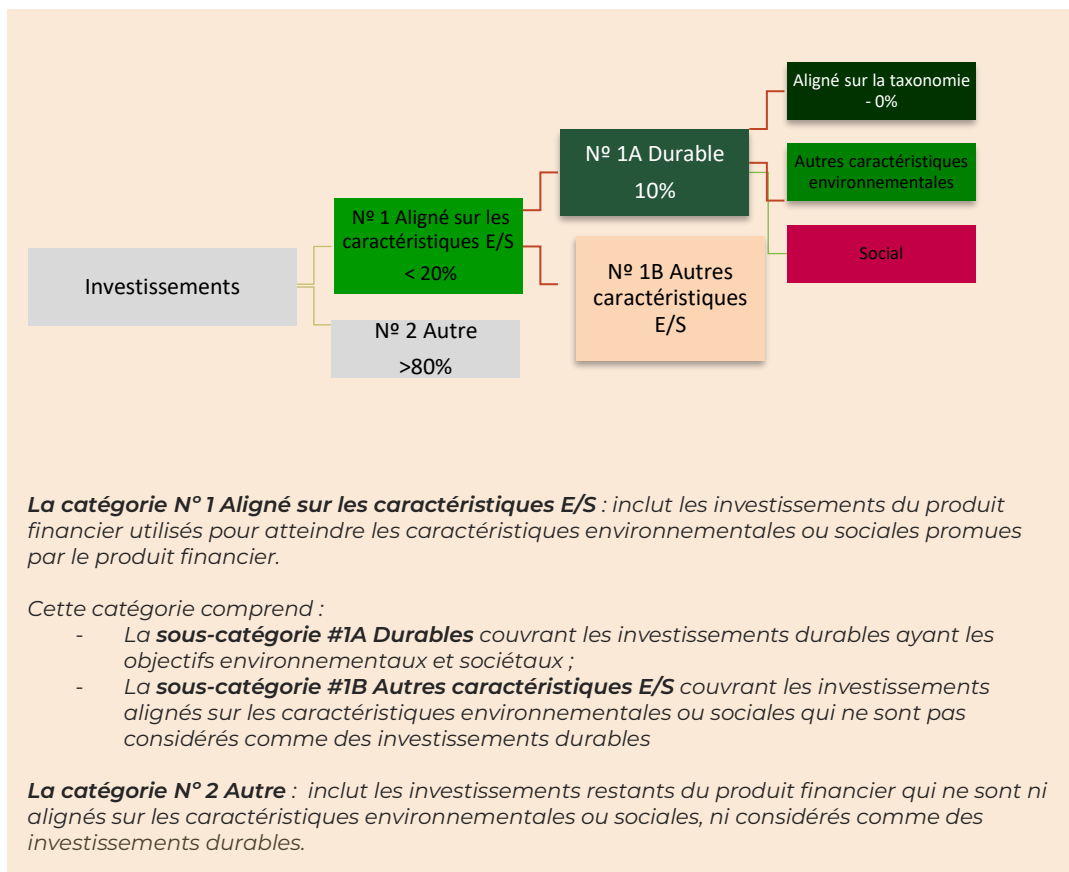 Investissements
Nº 1 Aligné sur les
caractéristiques E/S
< 20%
Nº 2 Autre
>80%
Nº 1A Durable
10%
Nº 1B Autres
caractéristiques
E/S
Aligné sur la taxonomie
- 0%
Autres caractéristiques
environnementales
Social
La catégorie Nº 1 Aligné sur les caractéristiques E/S : inclut les investissements du produit
financier utilisés pour atteindre les caractéristiques environnementales ou sociales promues
par le produit financier.
Cette catégorie comprend :
- La sous-catégorie #1A Durables couvrant les investissements durables ayant les
objectifs environnementaux et sociétaux ;
- La sous-catégorie #1B Autres caractéristiques E/S couvrant les investissements
alignés sur les caractéristiques environnementales ou sociales qui ne sont pas
considérés comme des investissements durables
La catégorie Nº 2 Autre : inclut les investissements restants du produit financier qui ne sont ni
alignés sur les caractéristiques environnementales ou sociales, ni considérés comme des
investissements durables.